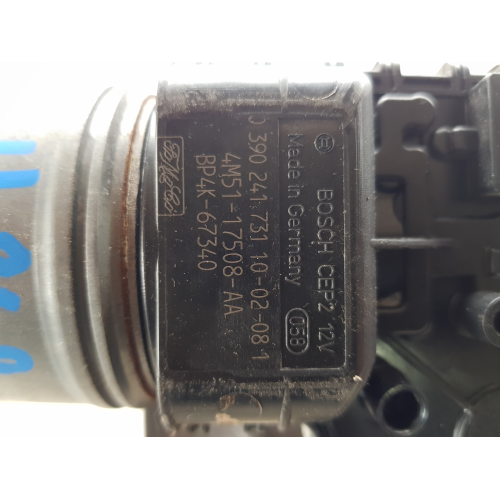 BOSCH CEP2 12V
Made in Germany 058
0 390 241 731 10-02-08 1
4M51-17508-AA
BP4K-67340